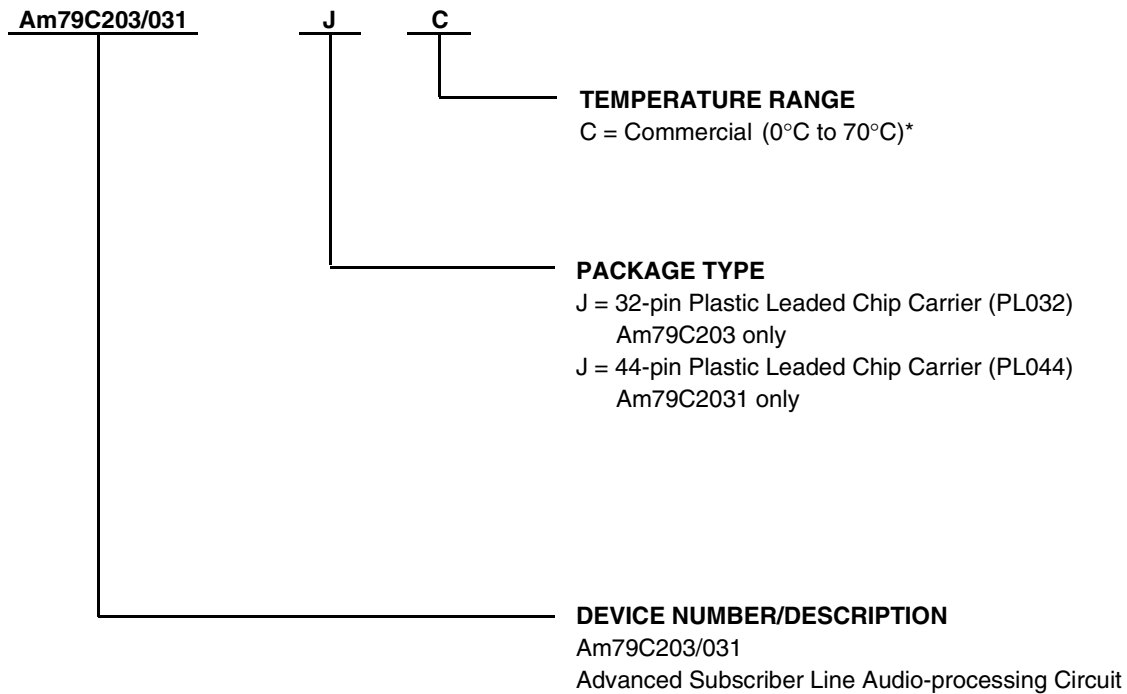 Am79C203/031 J C
TEMPERATURE RANGE
C = Commercial (0°C to 70°C)*
PACKAGE TYPE
J = 32-pin Plastic Leaded Chip Carrier (PL032)
Am79C203 only
J = 44-pin Plastic Leaded Chip Carrier (PL044)
Am79C2031 only
DEVICE NUMBER/DESCRIPTION
Am79C203/031
Advanced Subscriber Line Audio-processing Circuit